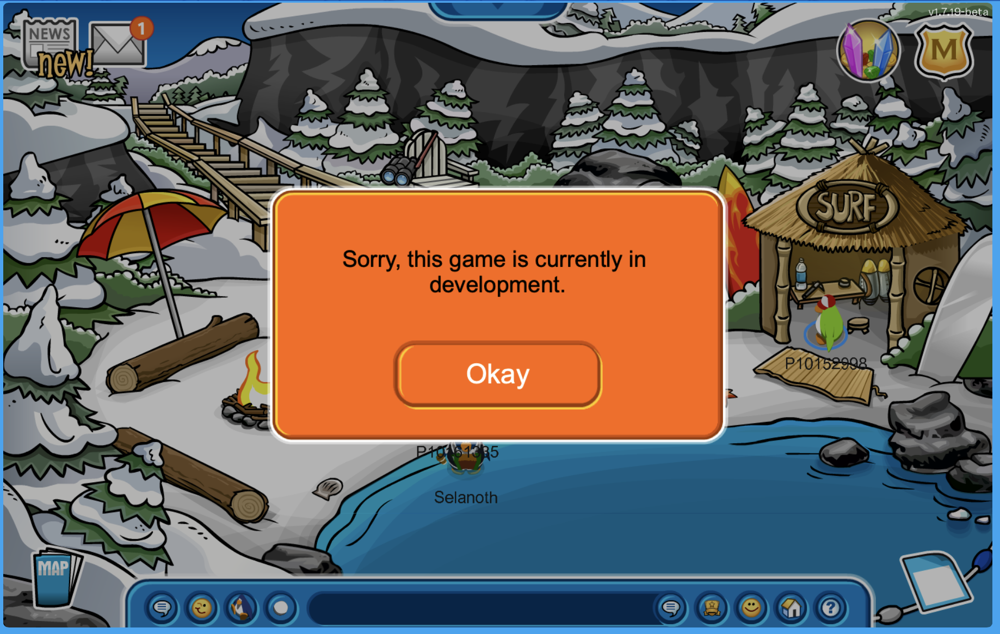 v1.7.19-beta
NEWS
new!
1
M
SURF
Sorry, this game is currently in
development.
Okay
P10152998
P10161335
Selanoth
MAP
?